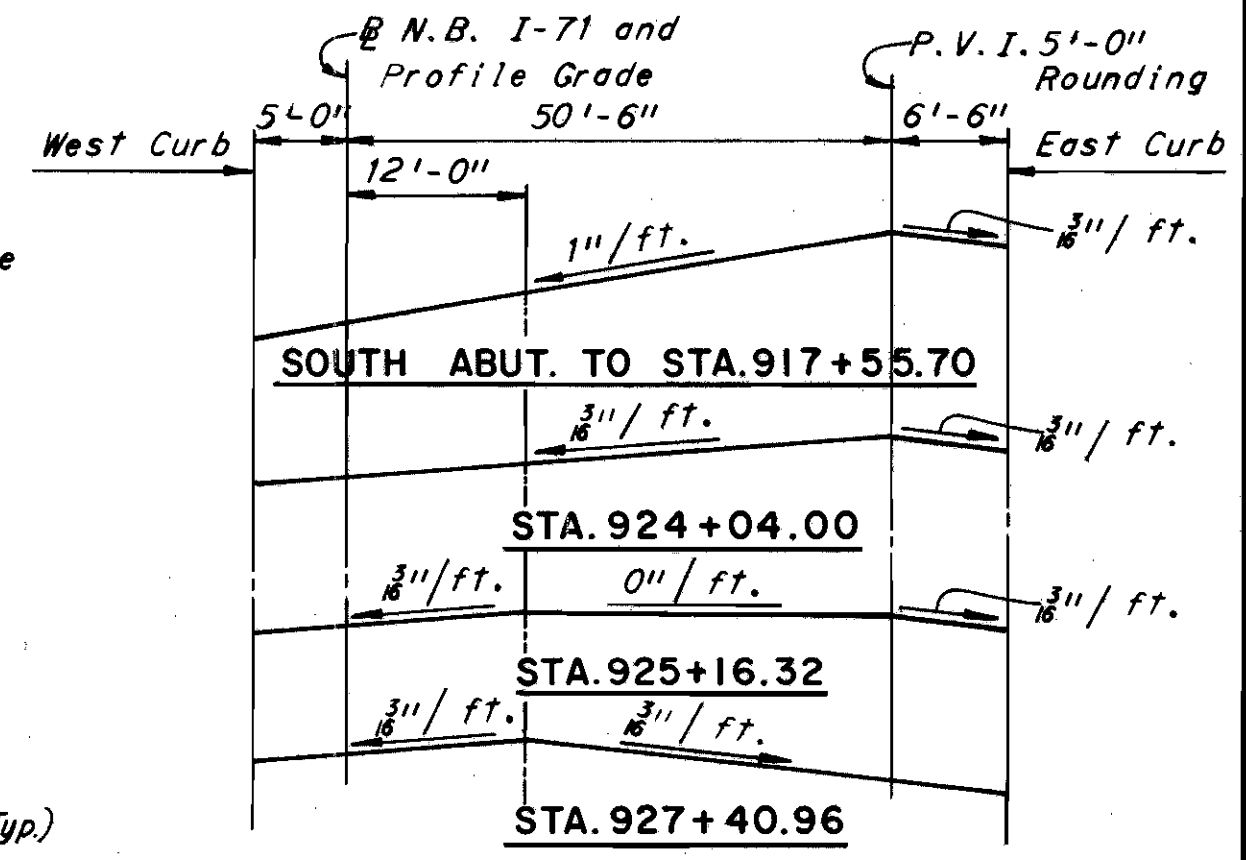 ℄ N.B. I-71 and
Profile Grade
P.V.I. 5'-0"
Rounding
5'-0"
50'-6"
6'-6"
West Curb
East Curb
12'-0"
1"/ft.
3/16"/ft.
e
SOUTH ABUT. TO STA.917+55.70
3/16"/ft.
3/16"/ft.
STA.924+04.00
3/16"/ft.
0"/ft.
3/16"/ft.
STA.925+16.32
3/16"/ft.
3/16"/ft.
STA.927+40.96
Typ.)